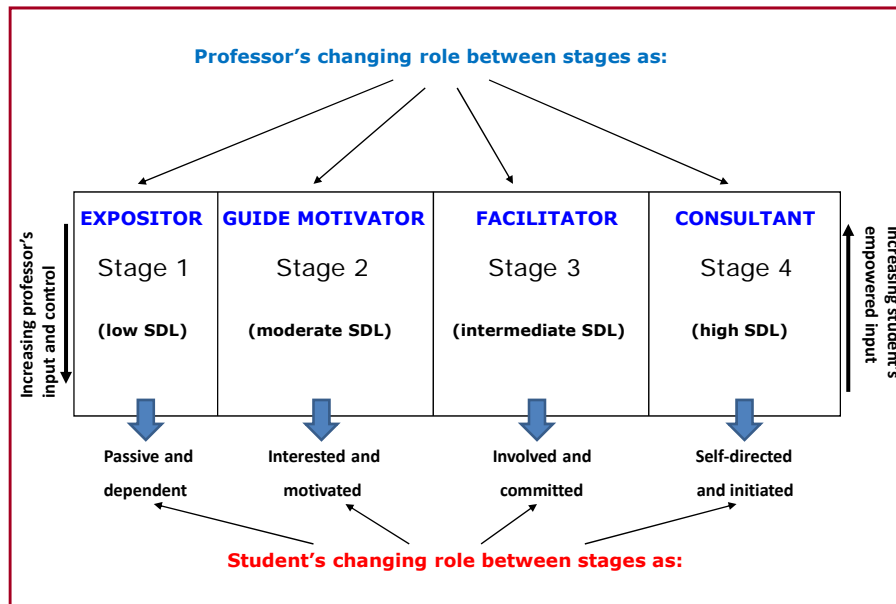 Professor's changing role between stages as:
Increasing professor's
input and control
EXPOSITOR
Stage 1
(low SDL)
GUIDE MOTIVATOR
Stage 2
(moderate SDL)
FACILITATOR
Stage 3
(intermediate SDL)
CONSULTANT
Stage 4
(high SDL)
Increasing student's
empowered input
Passive and
dependent
Interested and
motivated
Involved and
committed
Self-directed
and initiated
Student's changing role between stages as: